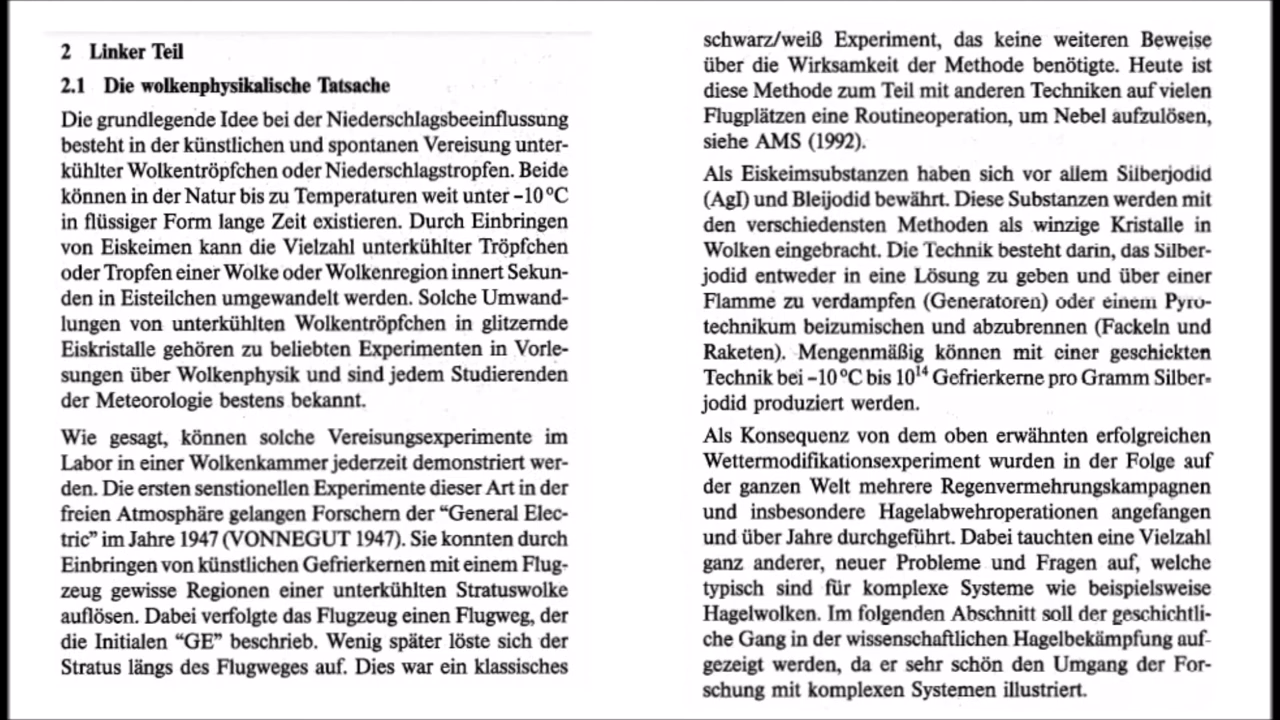 2 Linker Teil
2.1 Die wolkenphysikalische Tatsache
Die grundlegende Idee bei der Niederschlagsbeeinflussung
besteht in der künstlichen und spontanen Vereisung unter-
kühlter Wolkentröpfchen oder Niederschlagstropfen. Beide
können in der Natur bis zu Temperaturen weit unter –10 °C
in flüssiger Form lange Zeit existieren. Durch Einbringen
von Eiskeimen kann die Vielzahl unterkühlter Tröpfchen
oder Tropfen einer Wolke oder Wolkenregion innert Sekun-
den in Eisteilchen umgewandelt werden. Solche Umwand-
lungen von unterkühlten Wolkentröpfchen in glitzernde
Eiskristalle gehören zu beliebten Experimenten in Vorle-
sungen über Wolkenphysik und sind jedem Studierenden
der Meteorologie bestens bekannt.
Wie gesagt, können solche Vereisungsexperimente im
Labor in einer Wolkenkammer jederzeit demonstriert wer-
den. Die ersten senstionellen Experimente dieser Art in der
freien Atmosphäre gelangen Forschern der “General Elec-
tric” im Jahre 1947 (VONNEGUT 1947). Sie konnten durch
Einbringen von künstlichen Gefrierkernen mit einem Flug-
zeug gewisse Regionen einer unterkühlten Stratuswolke
auflösen. Dabei verfolgte das Flugzeug einen Flugweg, der
die Initialen “GE” beschrieb. Wenig später löste sich der
Stratus längs des Flugweges auf. Dies war ein klassisches
schwarz/weiß Experiment, das keine weiteren Beweise
über die Wirksamkeit der Methode benötigte. Heute ist
diese Methode zum Teil mit anderen Techniken auf vielen
Flugplätzen eine Routineoperation, um Nebel aufzulösen,
siehe AMS (1992).
Als Eiskeimsubstanzen haben sich vor allem Silberjodid
(AgI) und Bleijodid bewährt. Diese Substanzen werden mit
den verschiedensten Methoden als winzige Kristalle in
Wolken eingebracht. Die Technik besteht darin, das Silber-
jodid entweder in eine Lösung zu geben und über einer
Flamme zu verdampfen (Generatoren) oder einem Pyro-
technikum beizumischen und abzubrennen (Fackeln und
Raketen). Mengenmäßig können mit einer geschickten
Technik bei –10 °C bis 10¹⁴ Gefrierkerne pro Gramm Silber-
jodid produziert werden.
Als Konsequenz von dem oben erwähnten erfolgreichen
Wettermodifikationsexperiment wurden in der Folge auf
der ganzen Welt mehrere Regenvermehrungskampagnen
und insbesondere Hagelabwehroperationen angefangen
und über Jahre durchgeführt. Dabei tauchten eine Vielzahl
ganz anderer, neuer Probleme und Fragen auf, welche
typisch sind für komplexe Systeme wie beispielsweise
Hagelwolken. Im folgenden Abschnitt soll der geschichtli-
che Gang in der wissenschaftlichen Hagelbekämpfung auf-
gezeigt werden, da er sehr schön den Umgang der For-
schung mit komplexen Systemen illustriert.